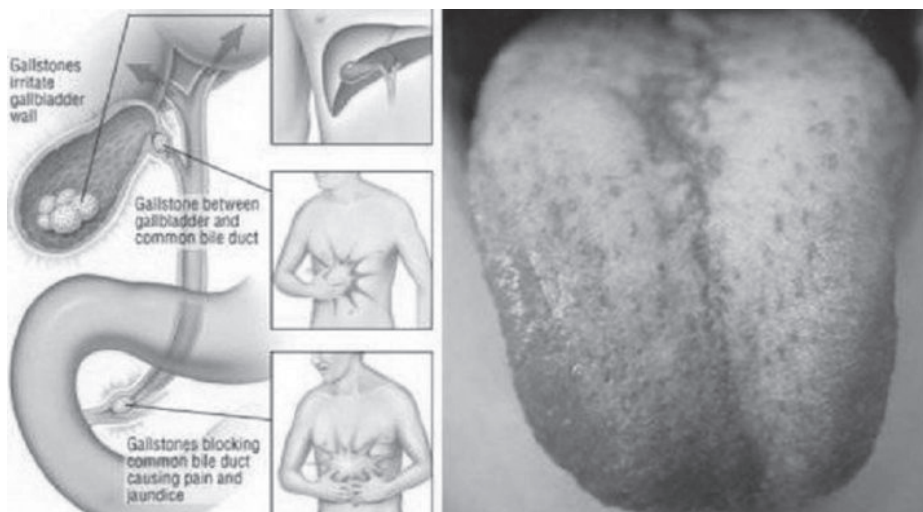 Gallstones
irritate
gallbladder
wall
Gallstone between
gallbladder and
common bile duct
Gallstones blocking
common bile duct
causing pain and
jaundice